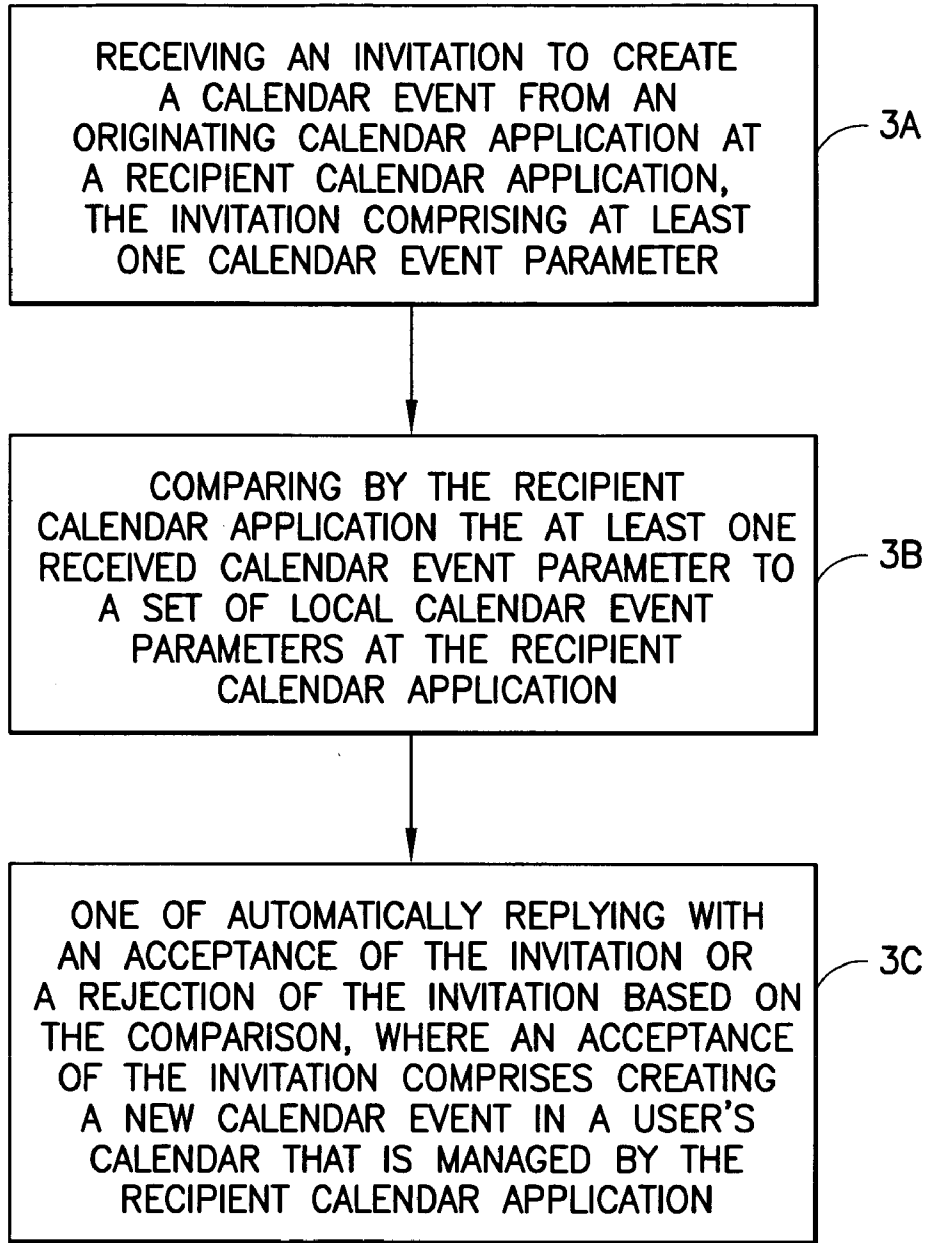 RECEIVING AN INVITATION TO CREATE
A CALENDAR EVENT FROM AN
ORIGINATING CALENDAR APPLICATION AT
A RECIPIENT CALENDAR APPLICATION,
THE INVITATION COMPRISING AT LEAST
ONE CALENDAR EVENT PARAMETER
3A
COMPARING BY THE RECIPIENT
CALENDAR APPLICATION THE AT LEAST ONE
RECEIVED CALENDAR EVENT PARAMETER TO
A SET OF LOCAL CALENDAR EVENT
PARAMETERS AT THE RECIPIENT
CALENDAR APPLICATION
3B
ONE OF AUTOMATICALLY REPLYING WITH
AN ACCEPTANCE OF THE INVITATION OR
A REJECTION OF THE INVITATION BASED ON
THE COMPARISON, WHERE AN ACCEPTANCE
OF THE INVITATION COMPRISES CREATING
A NEW CALENDAR EVENT IN A USER'S
CALENDAR THAT IS MANAGED BY THE
RECIPIENT CALENDAR APPLICATION
3C